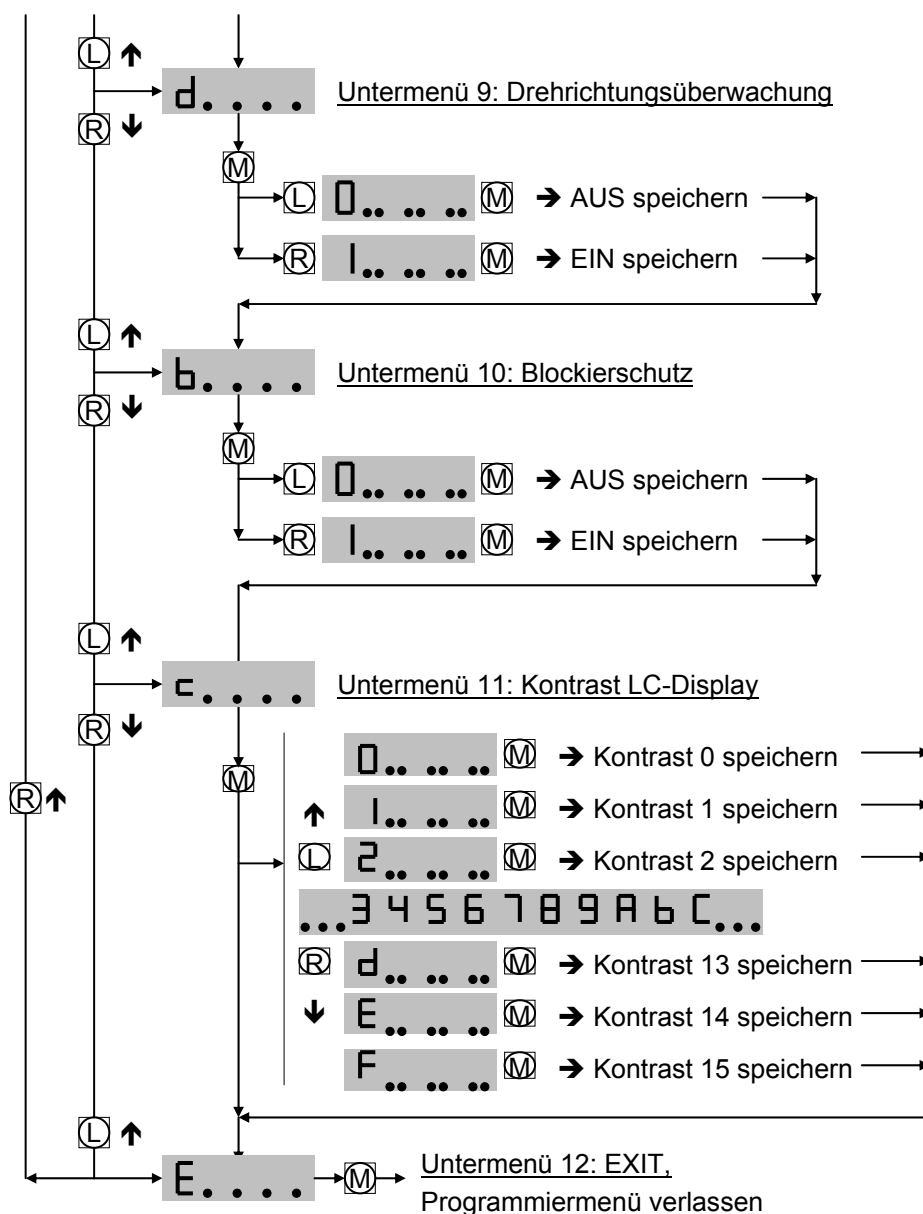 L ↑
d.... Untermenü 9: Drehrichtungsüberwachung
R ↓
M
L 0.. .. .. M ➔ AUS speichern
R 1.. .. .. M ➔ EIN speichern
L ↑
b.... Untermenü 10: Blockierschutz
R ↓
M
L 0.. .. .. M ➔ AUS speichern
R 1.. .. .. M ➔ EIN speichern
L ↑
c.... Untermenü 11: Kontrast LC-Display
R ↓
M
0.. .. .. M ➔ Kontrast 0 speichern
R ↑
↑ 1.. .. .. M ➔ Kontrast 1 speichern
L 2.. .. .. M ➔ Kontrast 2 speichern
...3 4 5 6 7 8 9 A b C...
R d.. .. .. M ➔ Kontrast 13 speichern
↓ E.. .. .. M ➔ Kontrast 14 speichern
F.. .. .. M ➔ Kontrast 15 speichern
L ↑
E.... M Untermenü 12: EXIT,
Programmiermenü verlassen